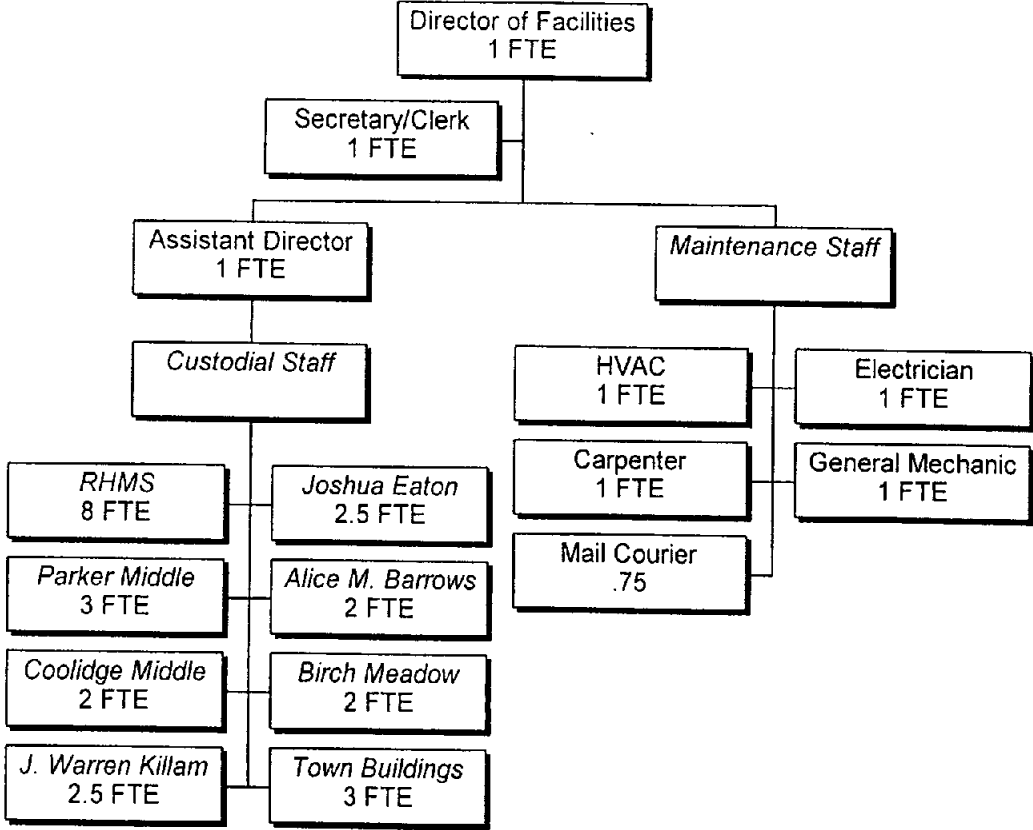 Director of Facilities
1 FTE
Secretary/Clerk
1 FTE
Assistant Director
1 FTE
Maintenance Staff
Custodial Staff
HVAC
1 FTE
Electrician
1 FTE
Carpenter
1 FTE
General Mechanic
1 FTE
Mail Courier
.75
RHMS
8 FTE
Joshua Eaton
2.5 FTE
Parker Middle
3 FTE
Alice M. Barrows
2 FTE
Coolidge Middle
2 FTE
Birch Meadow
2 FTE
J. Warren Killam
2.5 FTE
Town Buildings
3 FTE